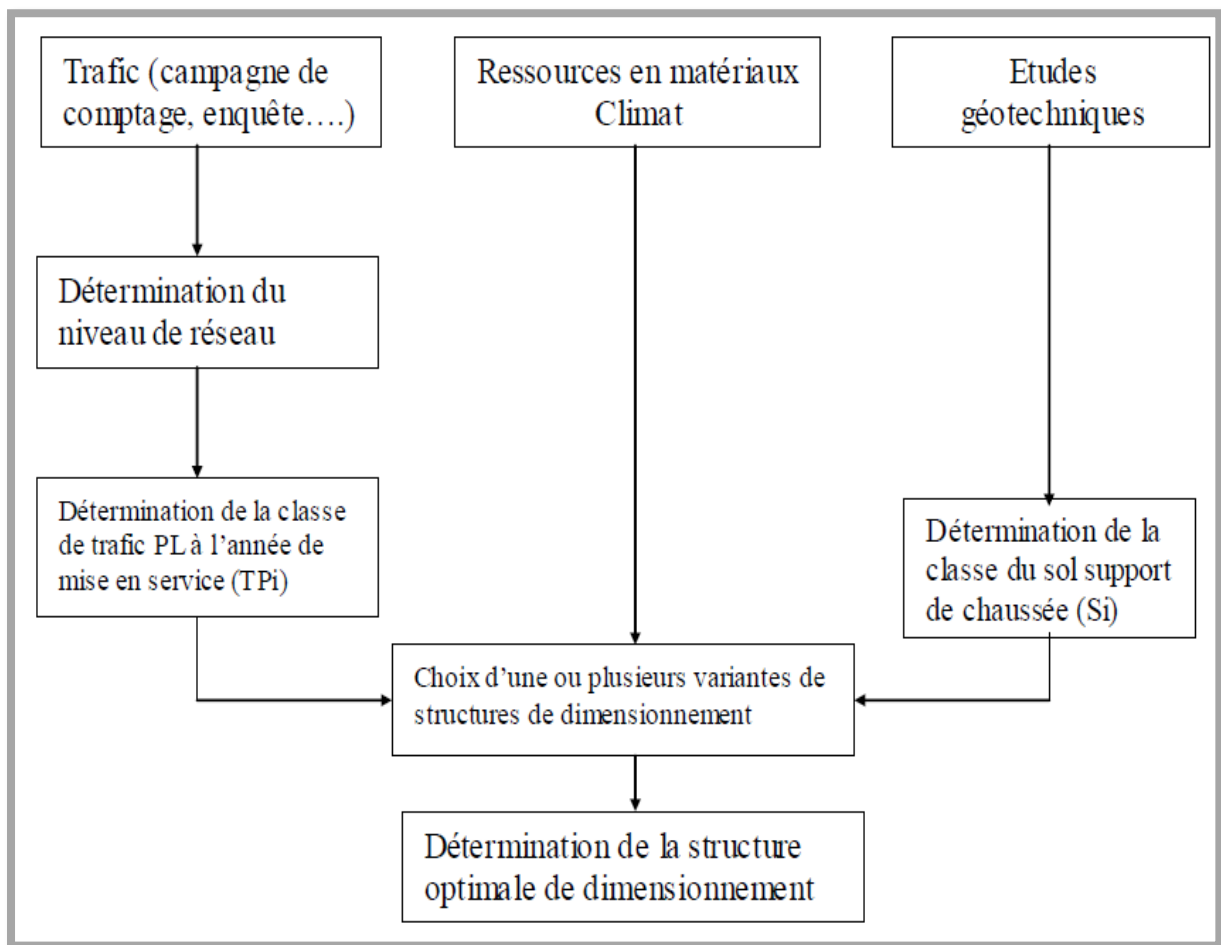 Trafic (campagne de
comptage, enquête….)
Ressources en matériaux
Climat
Etudes
géotechniques
Détermination du
niveau de réseau
Détermination de la classe
de trafic PL à l’année de
mise en service (TPi)
Détermination de la
classe du sol support
de chaussée (Si)
Choix d’une ou plusieurs variantes de
structures de dimensionnement
Détermination de la structure
optimale de dimensionnement